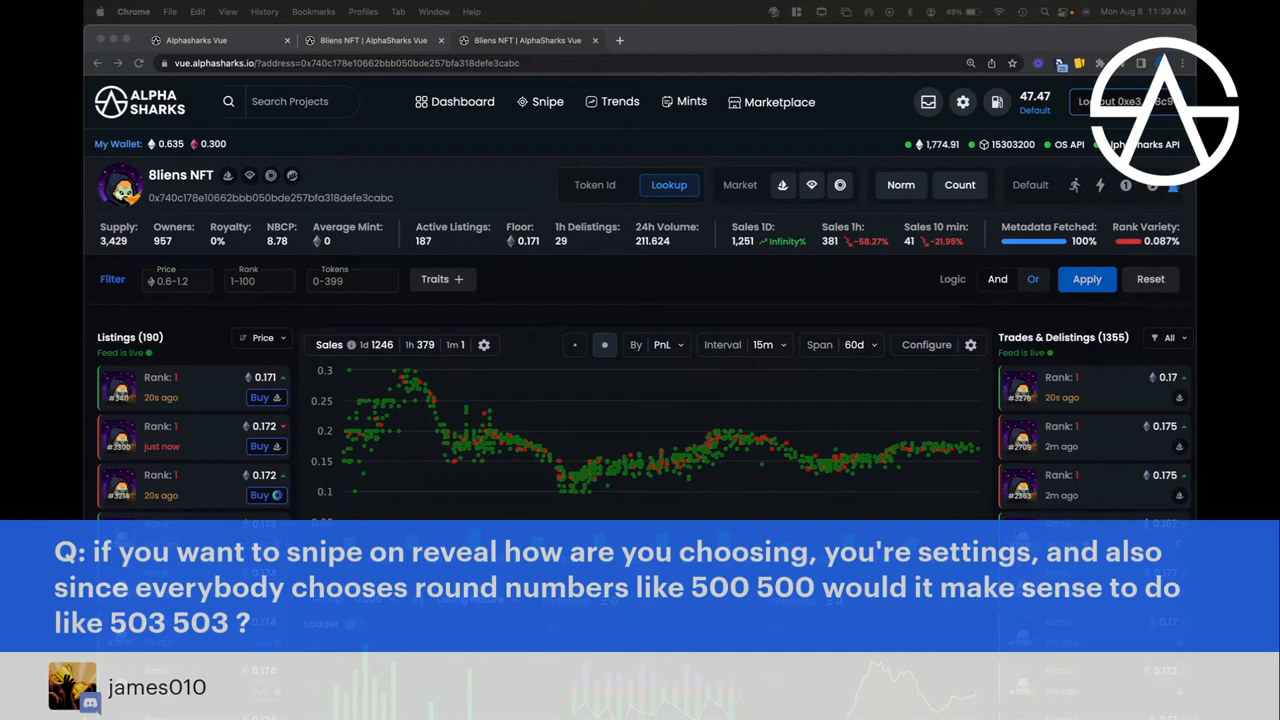 Chrome File Edit View History Bookmarks Profiles Tab Window Help 69% Mon Aug 8 11:39 AM
Alphasharks Vue 8liens NFT | AlphaSharks Vue 8liens NFT | AlphaSharks Vue
vue.alphasharks.io/?address=0x740c178e10662bbb050bde257bfa318defe3cabc
ALPHA SHARKS
Search Projects
Dashboard Snipe Trends Mints Marketplace
47.47
Default
My Wallet: 0.635 0.300
1,774.91 15303200 OS API
8liens NFT
0x740c178e10662bbb050bde257bfa318defe3cabc
Token Id Lookup Market Norm Count Default
Supply: 3,429
Owners: 957
Royalty: 0%
NBCP: 8.78
Average Mint: 0
Active Listings: 187
Floor: 0.171
1h Delistings: 29
24h Volume: 211.624
Sales 1D: 1,251 Infinity%
Sales 1h: 381 -58.27%
Sales 10 min: 41 -21.95%
Metadata Fetched: 100%
Rank Variety: 0.087%
Filter
Price 0.6-1.2
Rank 1-100
Tokens 0-399
Traits +
Logic And Or Apply Reset
Listings (190) Price
Feed is live
Rank: 1 0.171
#3411 20s ago Buy
Rank: 1 0.172
#3300 just now Buy
Rank: 1 0.172
#3214 20s ago Buy
Sales 1d 1246 1h 379 1m 1
By PnL Interval 15m Span 60d Configure
0.3
0.25
0.2
0.15
0.1
Trades & Delistings (1355) All
Feed is live
Rank: 1 0.17
#3276 20s ago
Rank: 1 0.175
#2709 2m ago
Rank: 1 0.175
#2363 2m ago
Q: if you want to snipe on reveal how are you choosing, you're settings, and also
since everybody chooses round numbers like 500 500 would it make sense to do
like 503 503 ?
Ladder
0.174
0.173
james010